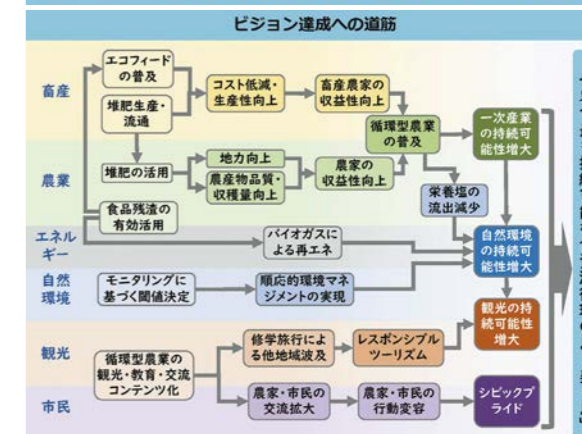 ビジョン達成への道筋
畜産
エコフィード
の普及
堆肥生産・
流通
コスト低減・
生産性向上
畜産農家の
収益性向上
循環型農業
の普及
一次産業
の持続可
能性増大
農業
堆肥の活用
地力向上
農産物品質・
収穫量向上
農家の
収益性向上
栄養塩の
流出減少
食品残渣の
有効活用
エネル
ギー
バイオガス
による再エネ
自然環境
の持続可
能性増大
自然
環境
モニタリングに
基づく閾値決定
順応的環境マネ
ジメントの実現
観光の持
続可能性
増大
観光
循環型農業の
観光・教育・交流
コンテンツ化
修学旅行によ
る他地域波及
レスポンシブル
ツーリズム
市民
農家・市民の
交流拡大
農家・市民の
行動変容
シビックプ
ライド